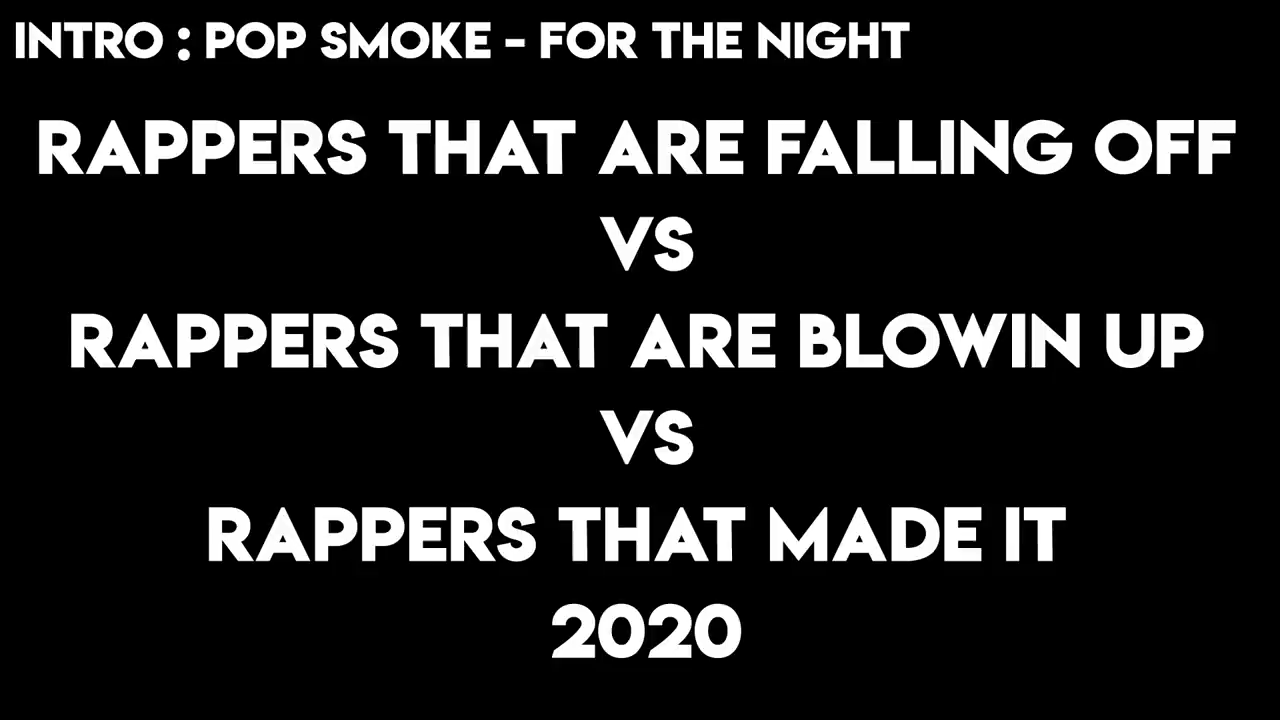 INTRO : POP SMOKE - FOR THE NIGHT
RAPPERS THAT ARE FALLING OFF
VS
RAPPERS THAT ARE BLOWIN UP
VS
RAPPERS THAT MADE IT
2020